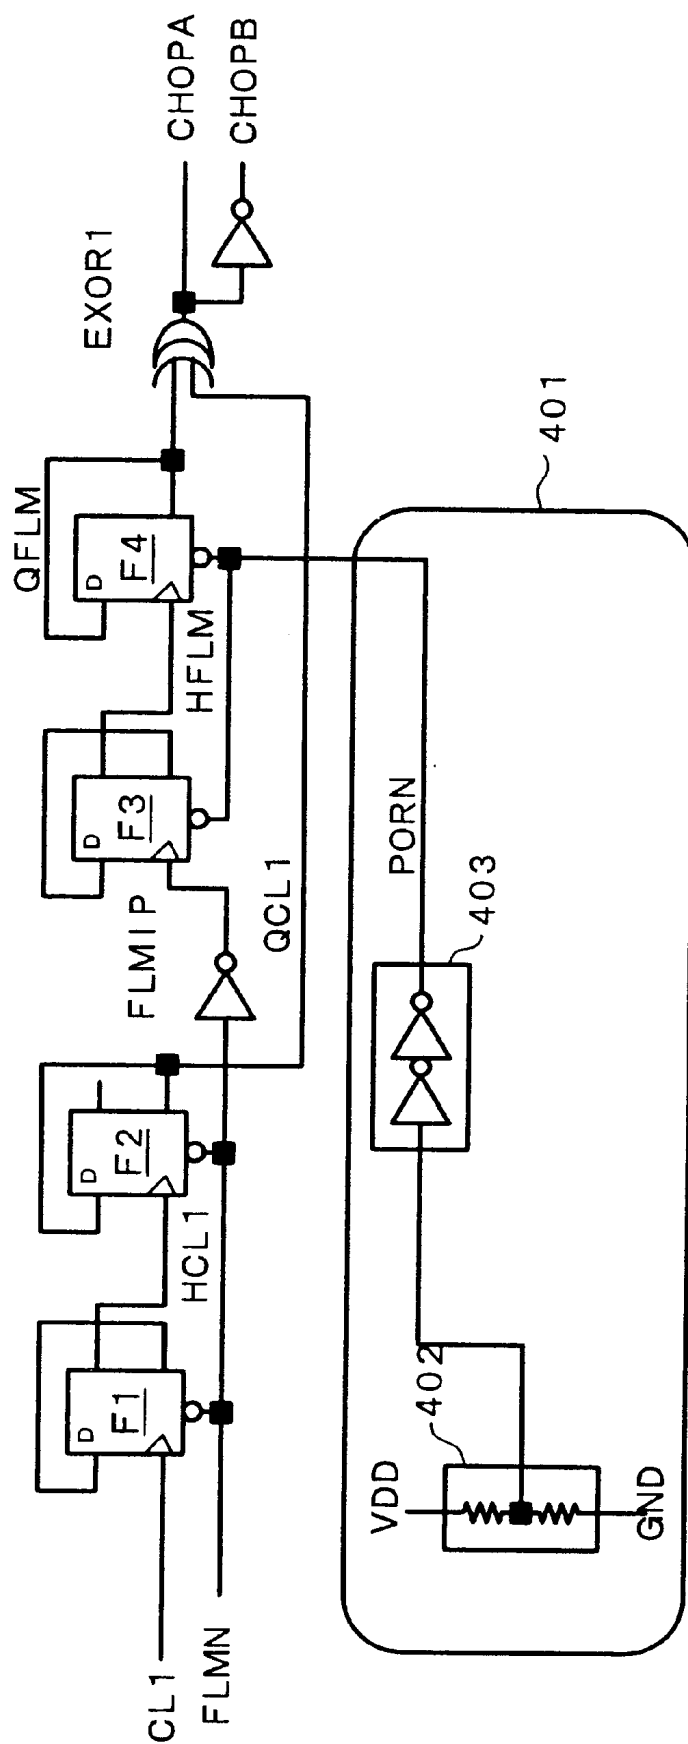 CHOPA
CHOPB
EXOR1
QFLM
D
F4
HFLM
D
F3
FLMIP
QCL1
D
F2
HCL1
D
F1
CL1
FLMN
401
PORN
403
402
VDD
GND